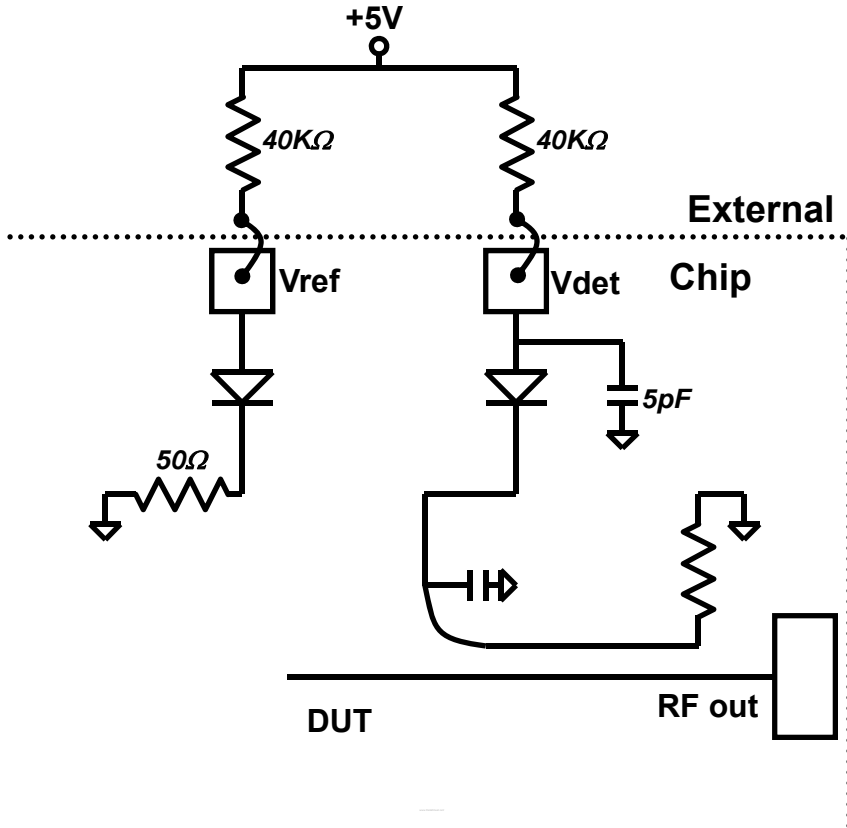 +5V
40KΩ
40KΩ
External
Vref
Vdet
Chip
5pF
50Ω
RF out
DUT